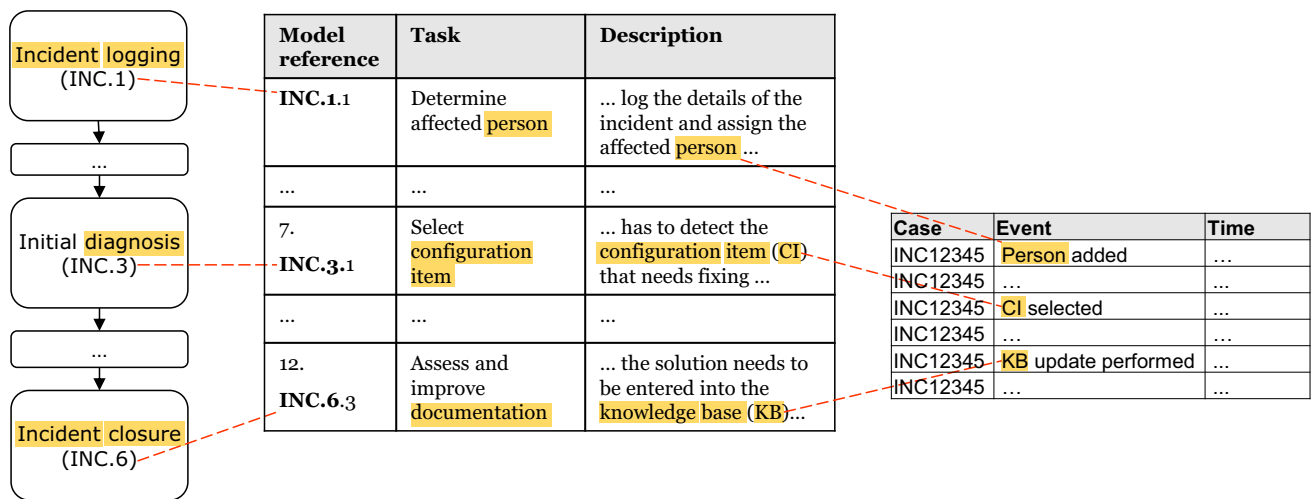 Incident logging
(INC.1)
...
Initial diagnosis
(INC.3)
...
Incident closure
(INC.6)
Model
reference
Task
Description
INC.1.1
Determine
affected person
... log the details of the
incident and assign the
affected person ...
...
...
...
7.
INC.3.1
Select
configuration
item
... has to detect the
configuration item (CI)
that needs fixing ...
...
...
...
12.
INC.6.3
Assess and
improve
documentation
... the solution needs to
be entered into the
knowledge base (KB)...
Case Event Time
INC12345 Person added ...
INC12345 ... ...
INC12345 CI selected ...
INC12345 ... ...
INC12345 KB update performed ...
INC12345 ... ...